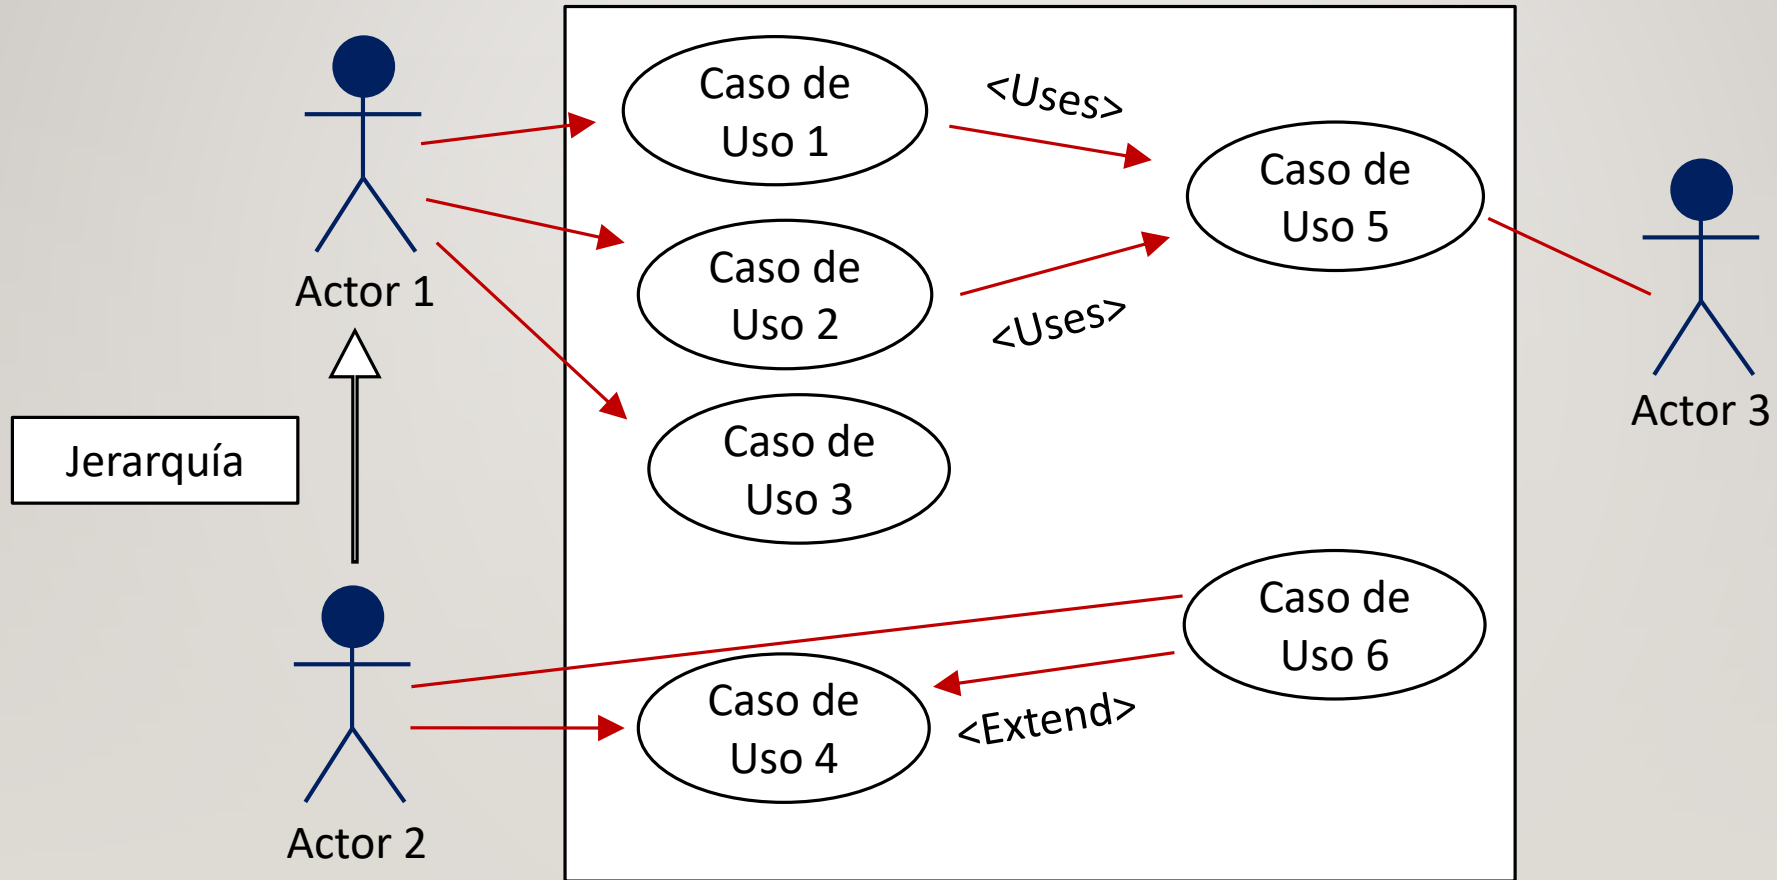 Caso de
Uso 1
<Uses>
Caso de
Uso 5
Actor 1
Caso de
Uso 2
<Uses>
Actor 3
Jerarquía
Caso de
Uso 3
Caso de
Uso 6
Caso de
Uso 4
<Extend>
Actor 2